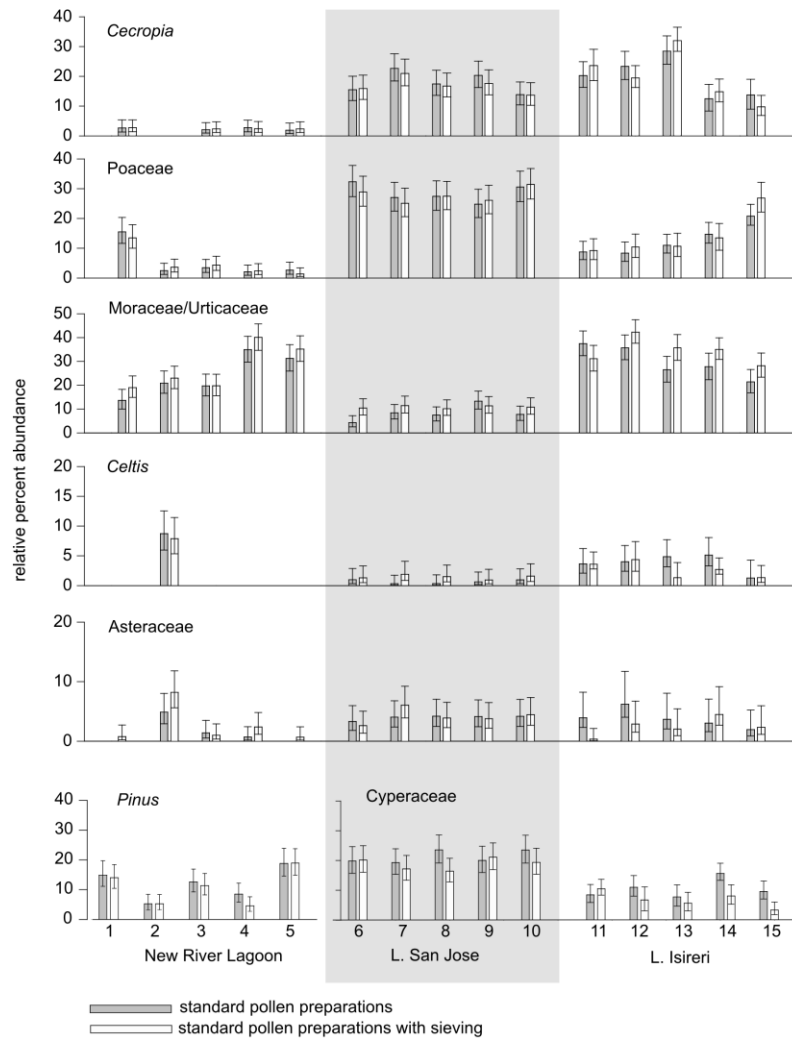 relative percent abundance
Cecropia
40
30
20
10
0
Poaceae
40
30
20
10
0
Moraceae/Urticaceae
50
40
30
20
10
0
Celtis
20
15
10
5
0
Asteraceae
20
10
0
Pinus
Cyperaceae
40
30
20
10
0
1 2 3 4 5 6 7 8 9 10 11 12 13 14 15
New River Lagoon L. San Jose L. Isireri
standard pollen preparations
standard pollen preparations with sieving